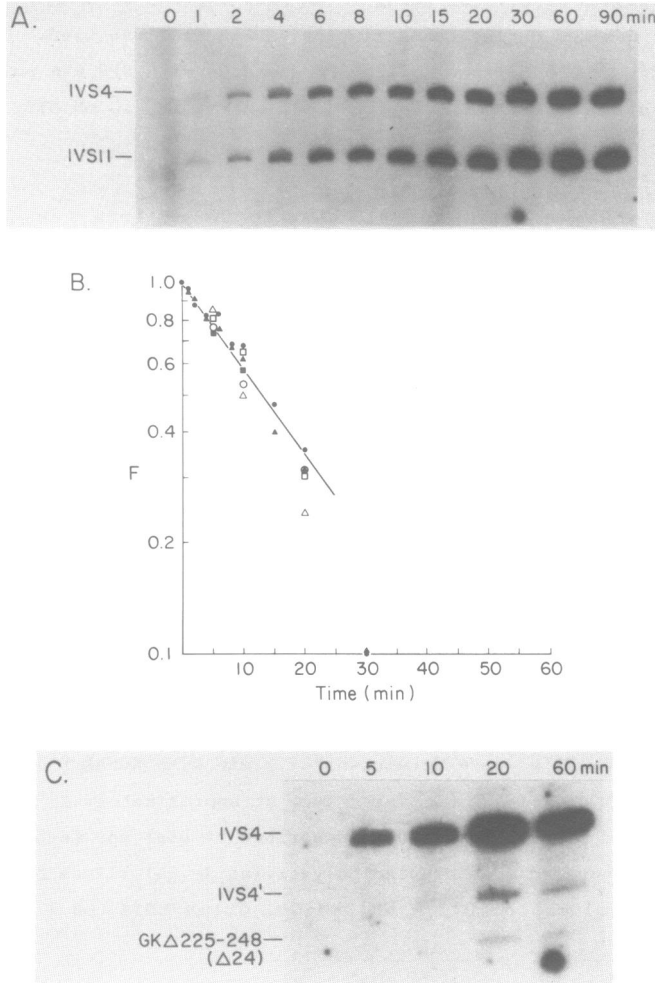 A.
0 1 2 4 6 8 10 15 20 30 60 90 min
IVS4
IVS11
B.
1.0
0.8
0.6
0.4
F
0.2
0.1
10 20 30 40 50 60
Time (min)
C.
0 5 10 20 60 min
IVS4
IVS4'
GKΔ225-248
(Δ24)